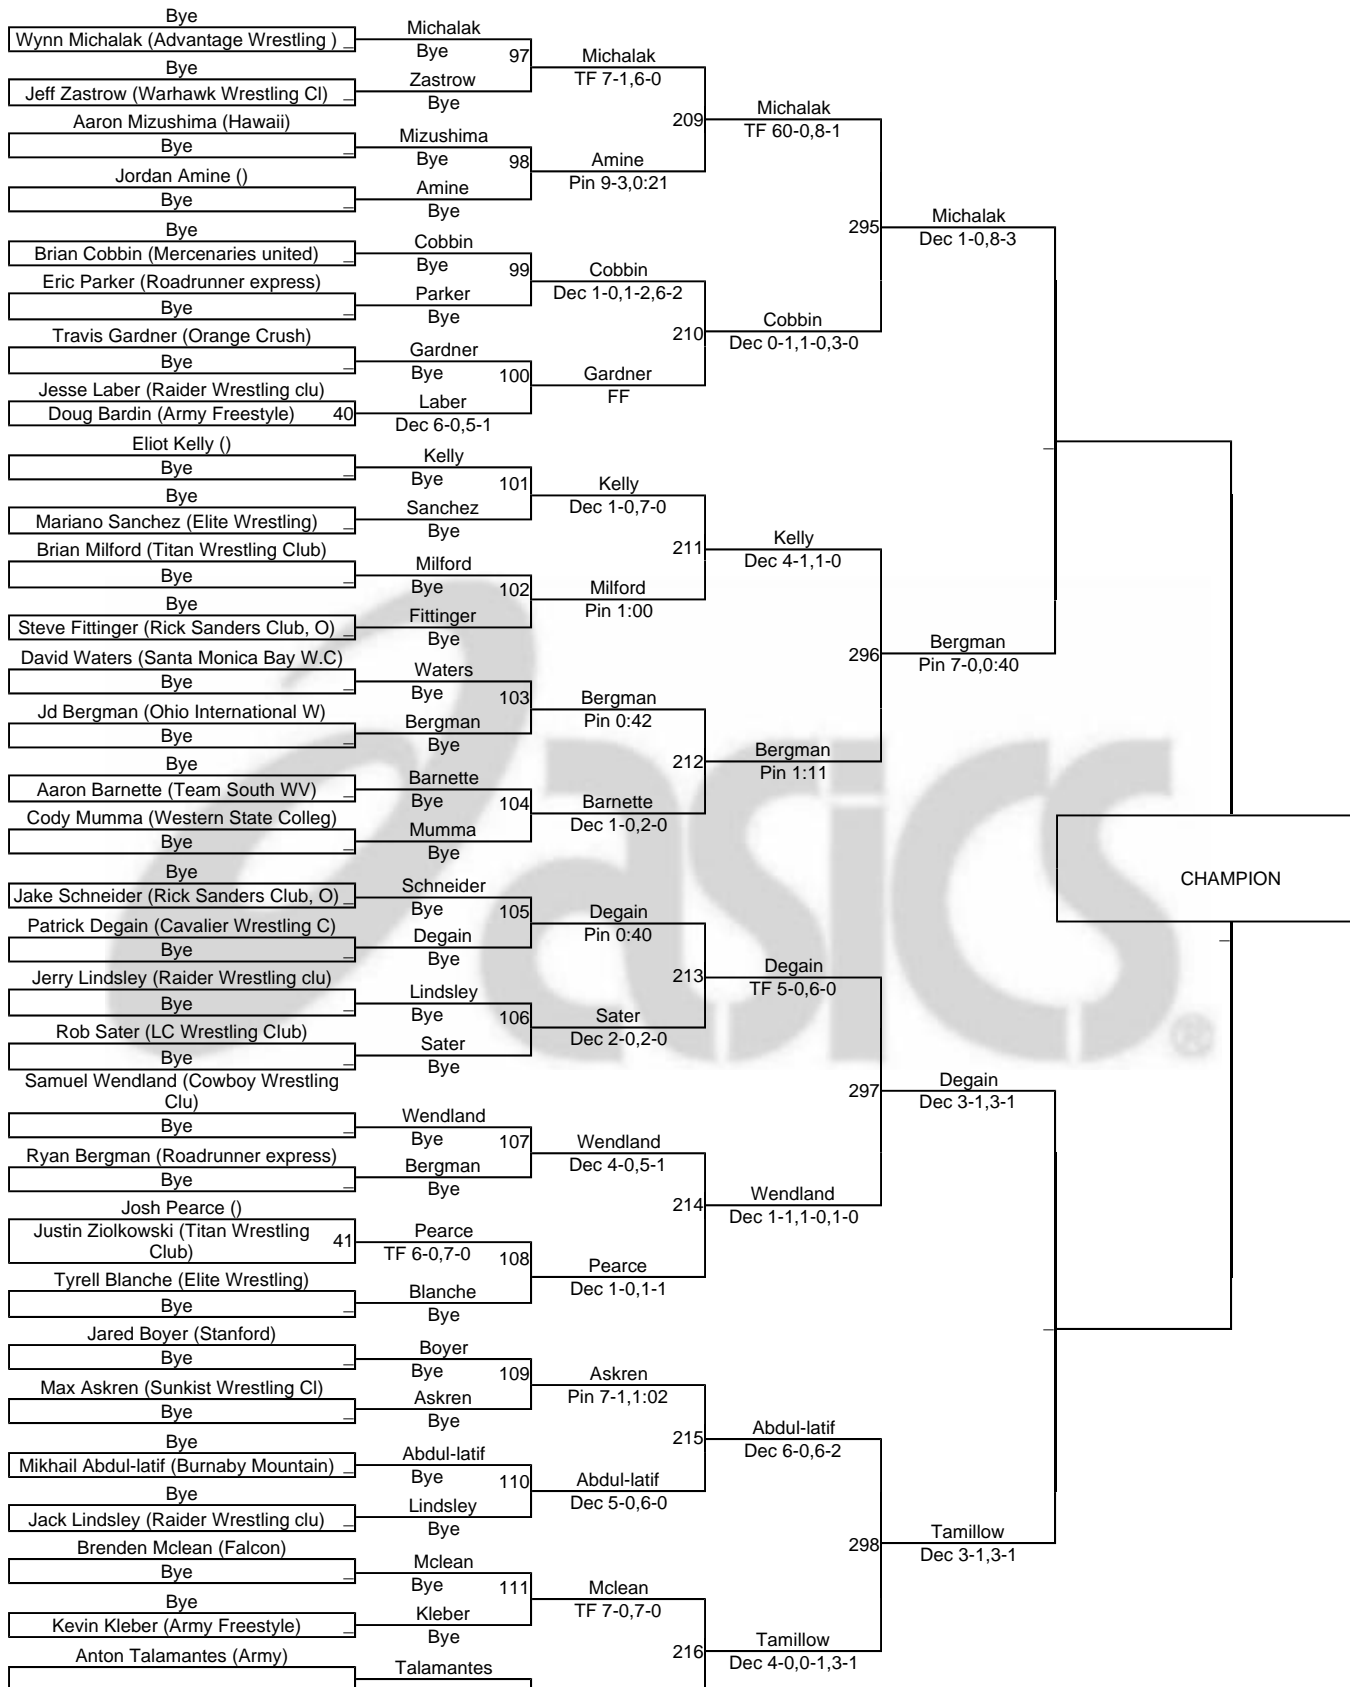 Bye
Wynn Michalak (Advantage Wrestling ) _
Michalak
Bye
97
Bye
Jeff Zastrow (Warhawk Wrestling Cl) _
Zastrow
Bye
Michalak
TF 7-1,6-0
Aaron Mizushima (Hawaii)
Bye _
Mizushima
Bye
98
Jordan Amine ()
Bye _
Amine
Bye
Amine
Pin 9-3,0:21
209
Michalak
TF 60-0,8-1
Bye
Brian Cobbin (Mercenaries united) _
Cobbin
Bye
99
Eric Parker (Roadrunner express)
Bye _
Parker
Bye
Cobbin
Dec 1-0,1-2,6-2
Travis Gardner (Orange Crush)
Bye _
Gardner
Bye
100
Jesse Laber (Raider Wrestling clu)
Doug Bardin (Army Freestyle) 40
Laber
Dec 6-0,5-1
Gardner
FF
210
Cobbin
Dec 0-1,1-0,3-0
295
Michalak
Dec 1-0,8-3
Eliot Kelly ()
Bye _
Kelly
Bye
101
Bye
Mariano Sanchez (Elite Wrestling) _
Sanchez
Bye
Kelly
Dec 1-0,7-0
Brian Milford (Titan Wrestling Club)
Bye _
Milford
Bye
102
Bye
Steve Fittinger (Rick Sanders Club, O) _
Fittinger
Bye
Milford
Pin 1:00
211
Kelly
Dec 4-1,1-0
David Waters (Santa Monica Bay W.C)
Bye _
Waters
Bye
103
Jd Bergman (Ohio International W)
Bye _
Bergman
Bye
Bergman
Pin 0:42
Bye
Aaron Barnette (Team South WV) _
Barnette
Bye
104
Cody Mumma (Western State Colleg)
Bye _
Mumma
Bye
Barnette
Dec 1-0,2-0
212
Bergman
Pin 1:11
296
Bergman
Pin 7-0,0:40
_
Bye
Jake Schneider (Rick Sanders Club, O) _
Schneider
Bye
105
Patrick Degain (Cavalier Wrestling C)
Bye _
Degain
Bye
Degain
Pin 0:40
Jerry Lindsley (Raider Wrestling clu)
Bye _
Lindsley
Bye
106
Rob Sater (LC Wrestling Club)
Bye _
Sater
Bye
Sater
Dec 2-0,2-0
213
Degain
TF 5-0,6-0
Samuel Wendland (Cowboy Wrestling
Clu)
Bye _
Wendland
Bye
107
Ryan Bergman (Roadrunner express)
Bye _
Bergman
Bye
Wendland
Dec 4-0,5-1
Josh Pearce ()
Justin Ziolkowski (Titan Wrestling
Club) 41
Pearce
TF 6-0,7-0
108
Tyrell Blanche (Elite Wrestling)
Bye _
Blanche
Bye
Pearce
Dec 1-0,1-1
214
Wendland
Dec 1-1,1-0,1-0
297
Degain
Dec 3-1,3-1
Jared Boyer (Stanford)
Bye _
Boyer
Bye
109
Max Askren (Sunkist Wrestling Cl)
Bye _
Askren
Bye
Askren
Pin 7-1,1:02
Bye
Mikhail Abdul-latif (Burnaby Mountain) _
Abdul-latif
Bye
110
Bye
Jack Lindsley (Raider Wrestling clu) _
Lindsley
Bye
Abdul-latif
Dec 5-0,6-0
215
Abdul-latif
Dec 6-0,6-2
Brenden Mclean (Falcon)
Bye _
Mclean
Bye
111
Bye
Kevin Kleber (Army Freestyle) _
Kleber
Bye
Mclean
TF 7-0,7-0
Anton Talamantes (Army)
Talamantes
216
Tamillow
Dec 4-0,0-1,3-1
298
Tamillow
Dec 3-1,3-1
_
CHAMPION
_
asics®